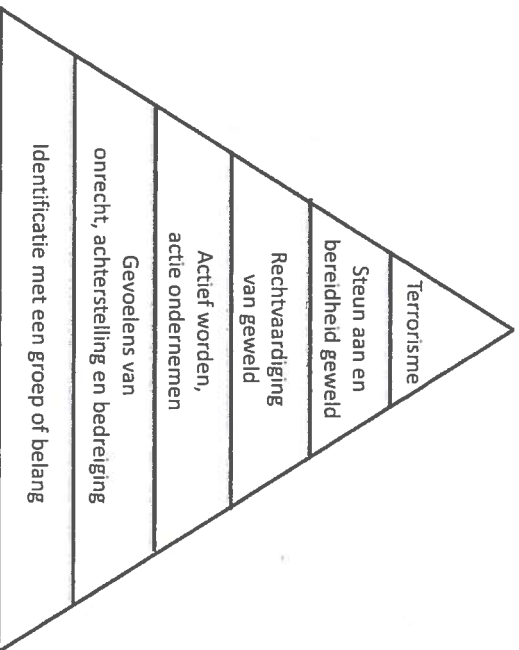 Terrorisme
Steun aan en
bereidheid geweld
Rechtvaardiging
van geweld
Actief worden,
actie ondernemen
Gevoelens van
onrecht, achterstelling en bedreiging
Identificatie met een groep of belang